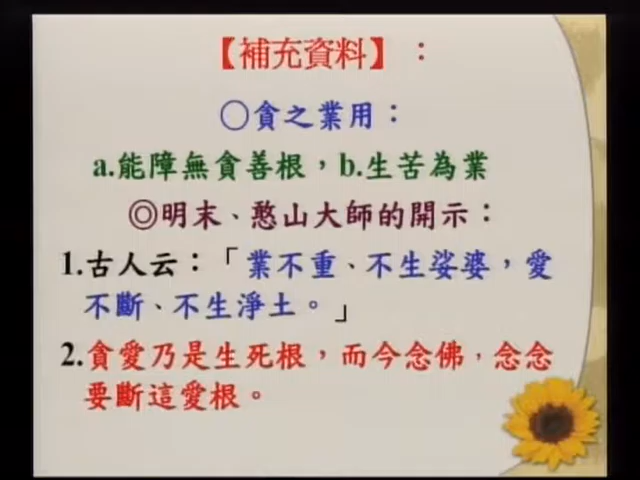 【補充資料】：
○貪之業用：
a.能障無貪善根，b.生苦為業
◎明末、憨山大師的開示：
1.古人云：「業不重、不生娑婆，愛
不斷、不生淨土。」
2.貪愛乃是生死根，而今念佛，念念
要斷這愛根。